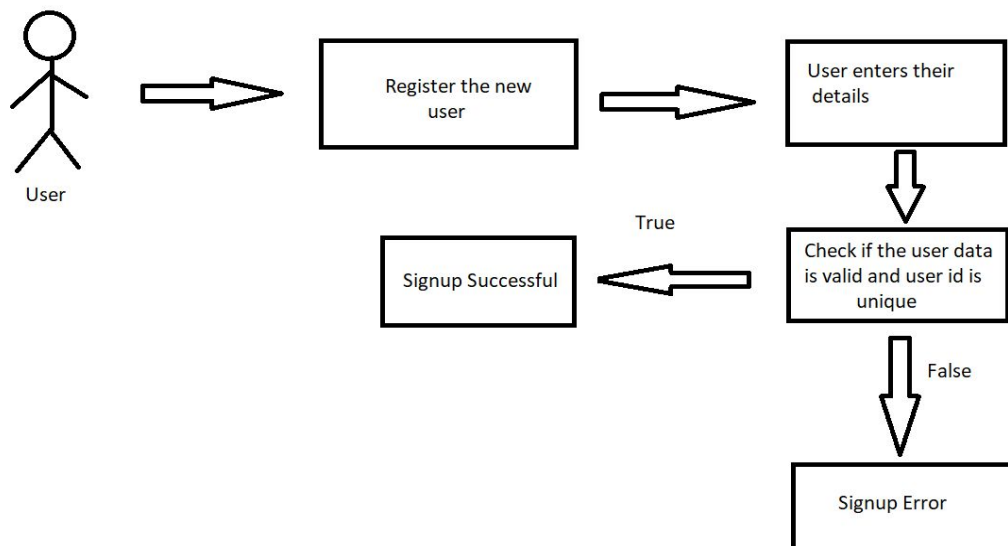 User
Register the new
user
User enters their
details
Check if the user data
is valid and user id is
unique
True
Signup Successful
False
Signup Error